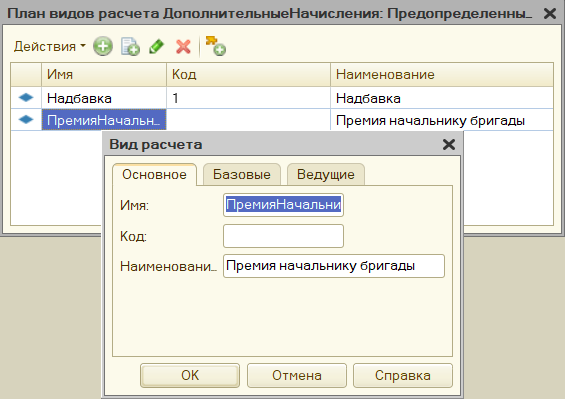 План видов расчета ДополнительныеНачисления: Предопределенны...
Действия
Имя Код Наименование
Надбавка 1 Надбавка
ПремияНачальн... Премия начальнику бригады
Вид расчета
Основное Базовые Ведущие
Имя: ПремияНачальни
Код:
Наименовани... Премия начальнику бригады
OK Отмена Справка